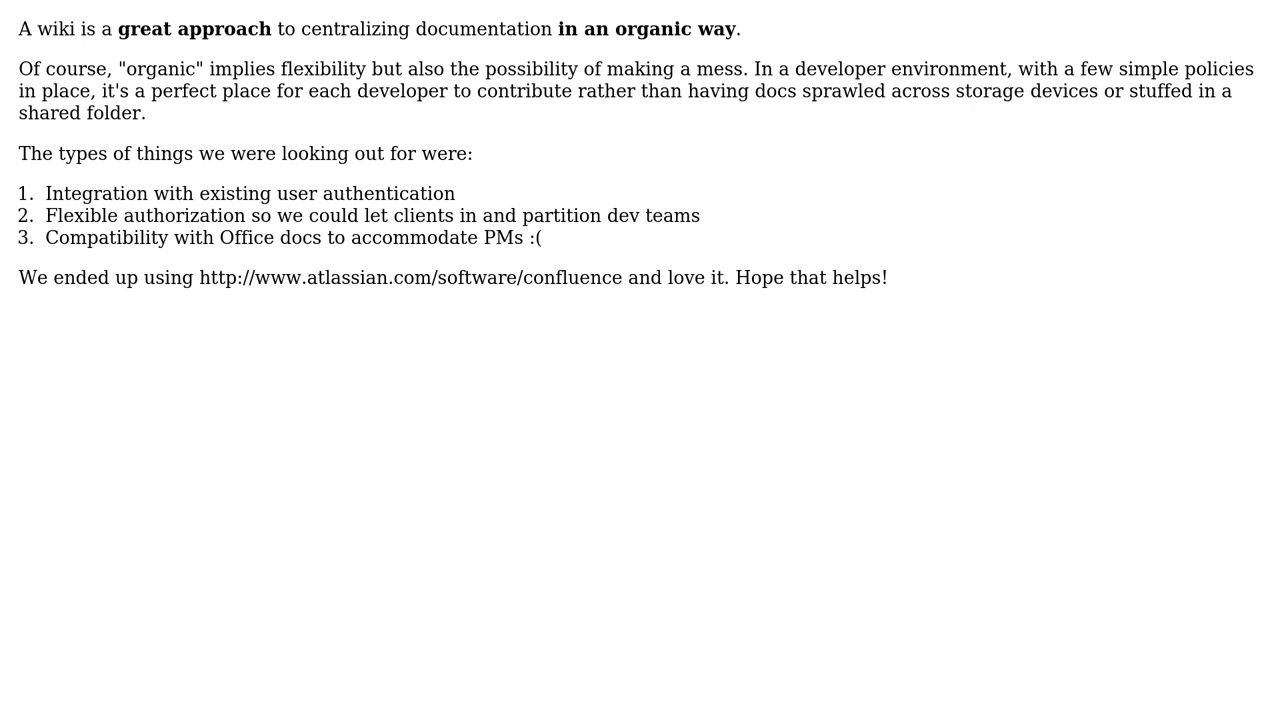 A wiki is a great approach to centralizing documentation in an organic way.
Of course, "organic" implies flexibility but also the possibility of making a mess. In a developer environment, with a few simple policies
in place, it's a perfect place for each developer to contribute rather than having docs sprawled across storage devices or stuffed in a
shared folder.
The types of things we were looking out for were:
1. Integration with existing user authentication
2. Flexible authorization so we could let clients in and partition dev teams
3. Compatibility with Office docs to accommodate PMs :(
We ended up using http://www.atlassian.com/software/confluence and love it. Hope that helps!